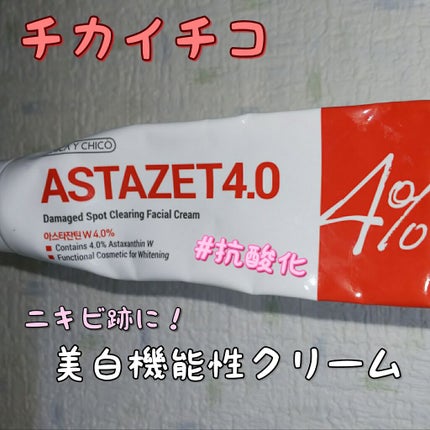 チカイチコ
Y CHICO
ASTAZET4.0
4%
Damaged Spot Clearing Facial Cream
아스타잔틴 W 4.0%
Contains 4.0% Astaxanthin W
Functional Cosmetic for Whitening
#抗酸化
ニキビ跡に！
美白機能性クリーム